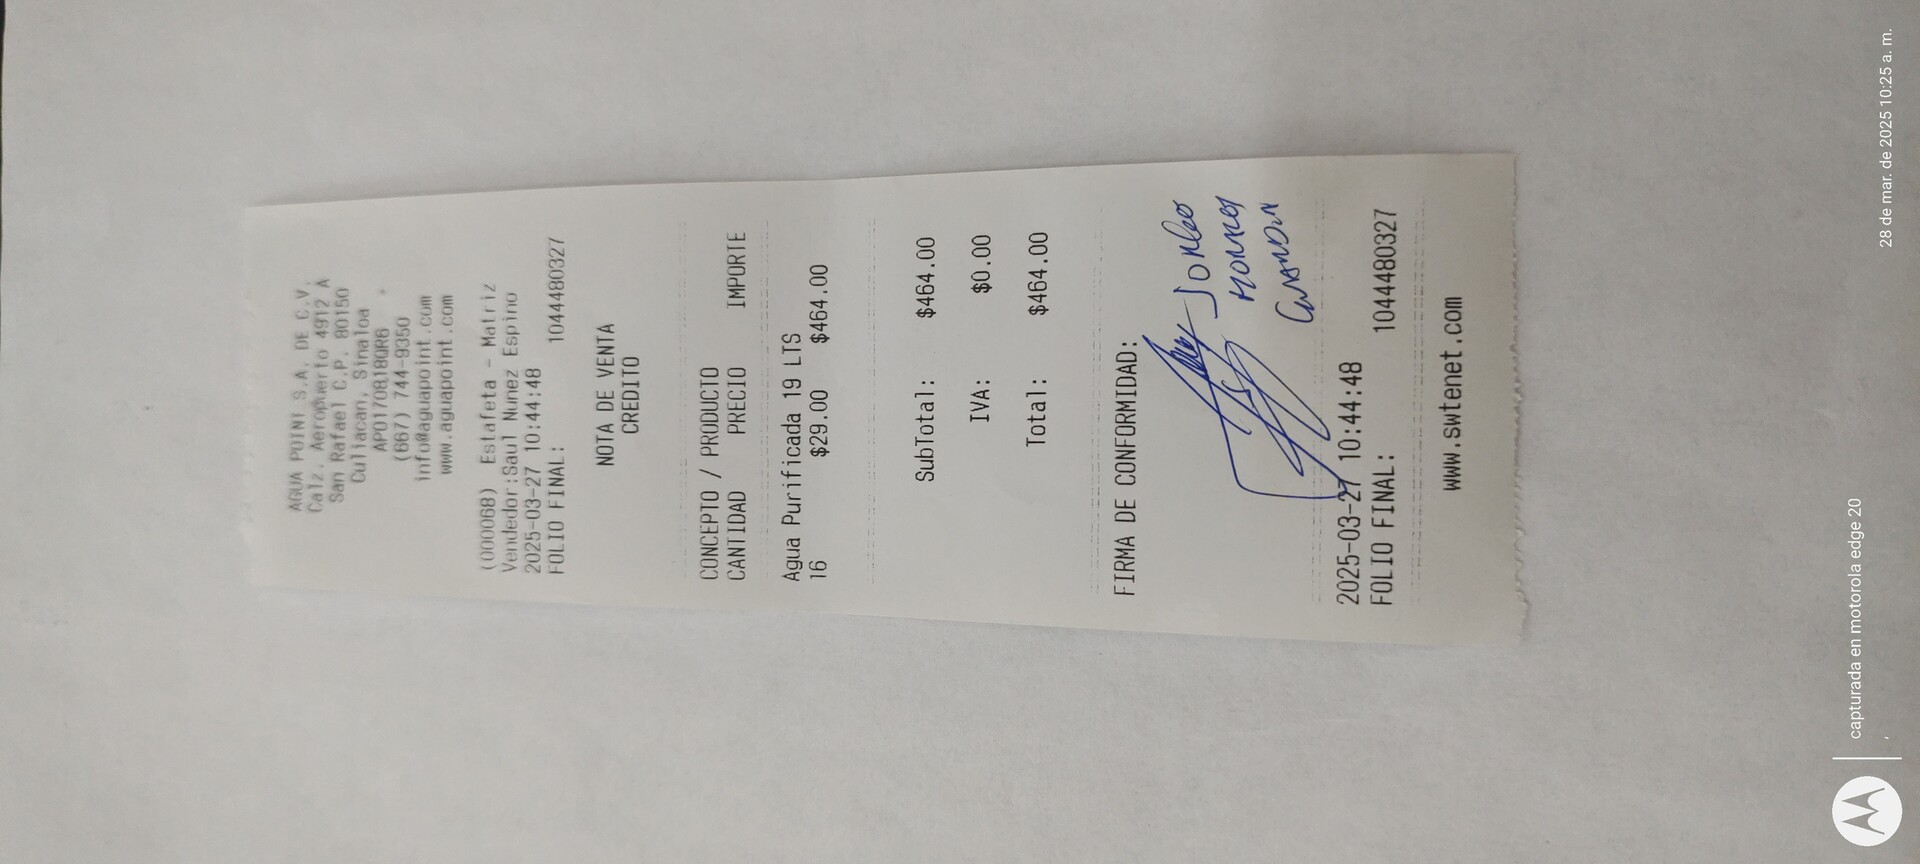 AGUA POINT S.A. DE C.V.
Calz. Aeropuerto 4912 A
San Rafael C.P. 80150
Culiacan, Sinaloa
APO170818QR6
(667) 744-9350
info@aguapoint.com
www.aguapoint.com
(000068) Estafeta - Matriz
Vendedor:Saul Nunez Espino
2025-03-27 10:44:48
FOLIO FINAL: 1044480327
NOTA DE VENTA
CREDITO
CONCEPTO / PRODUCTO
CANTIDAD PRECIO IMPORTE
Agua Purificada 19 LTS
16 $29.00 $464.00
SubTotal: $464.00
IVA: $0.00
Total: $464.00
FIRMA DE CONFORMIDAD:
2025-03-27 10:44:48
FOLIO FINAL: 1044480327
www.swtenet.com
capturada en motorola edge 20
28 de mar. de 2025 10:25 a. m.